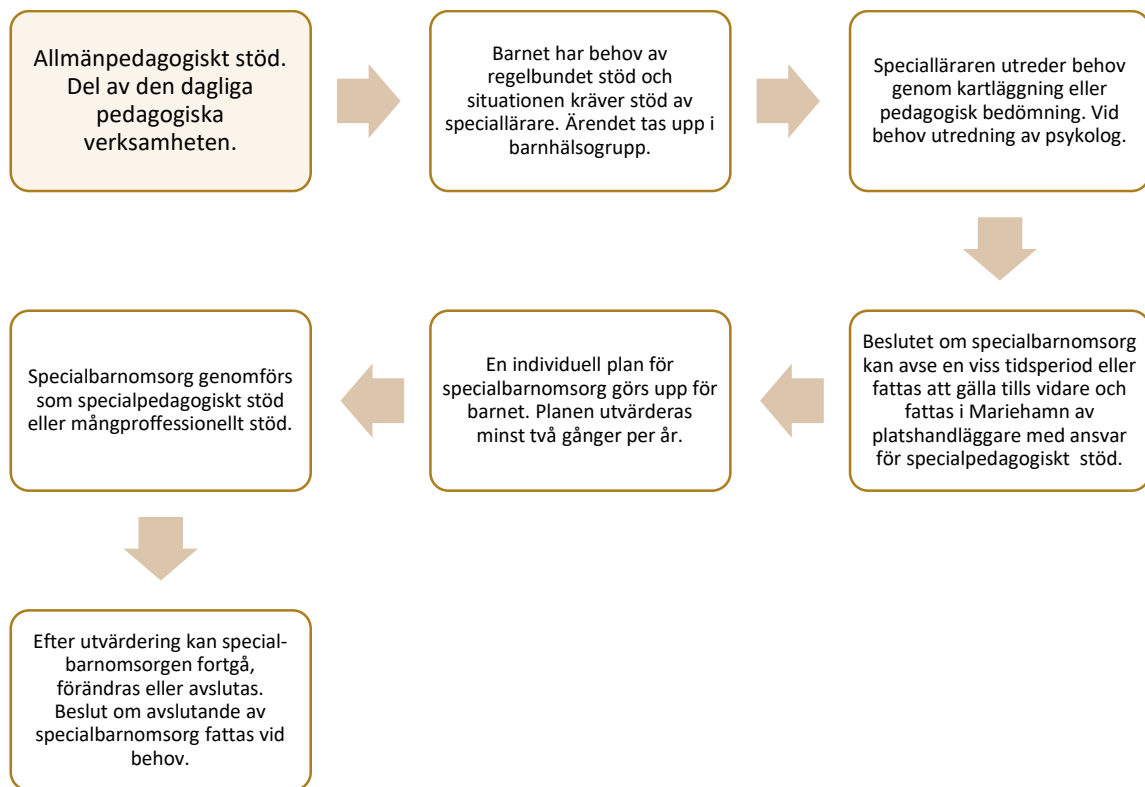 Allmänpedagogiskt stöd.
Del av den dagliga
pedagogiska
verksamheten.
Barnet har behov av
regelbundet stöd och
situationen kräver stöd av
speciallärare. Ärendet tas upp i
barnhälsogrupp.
Specialläraren utreder behov
genom kartläggning eller
pedagogisk bedömning. Vid
behov utredning av psykolog.
Beslutet om specialbarnomsorg
kan avse en viss tidsperiod eller
fattas att gälla tills vidare och
fattas i Mariehamn av
platshandläggare med ansvar
för specialpedagogiskt  stöd.
En individuell plan för
specialbarnomsorg görs upp för
barnet. Planen utvärderas
minst två gånger per år.
Specialbarnomsorg genomförs
som specialpedagogiskt stöd
eller mångproffessionellt stöd.
Efter utvärdering kan special-
barnomsorgen fortgå,
förändras eller avslutas.
Beslut om avslutande av
specialbarnomsorg fattas vid
behov.